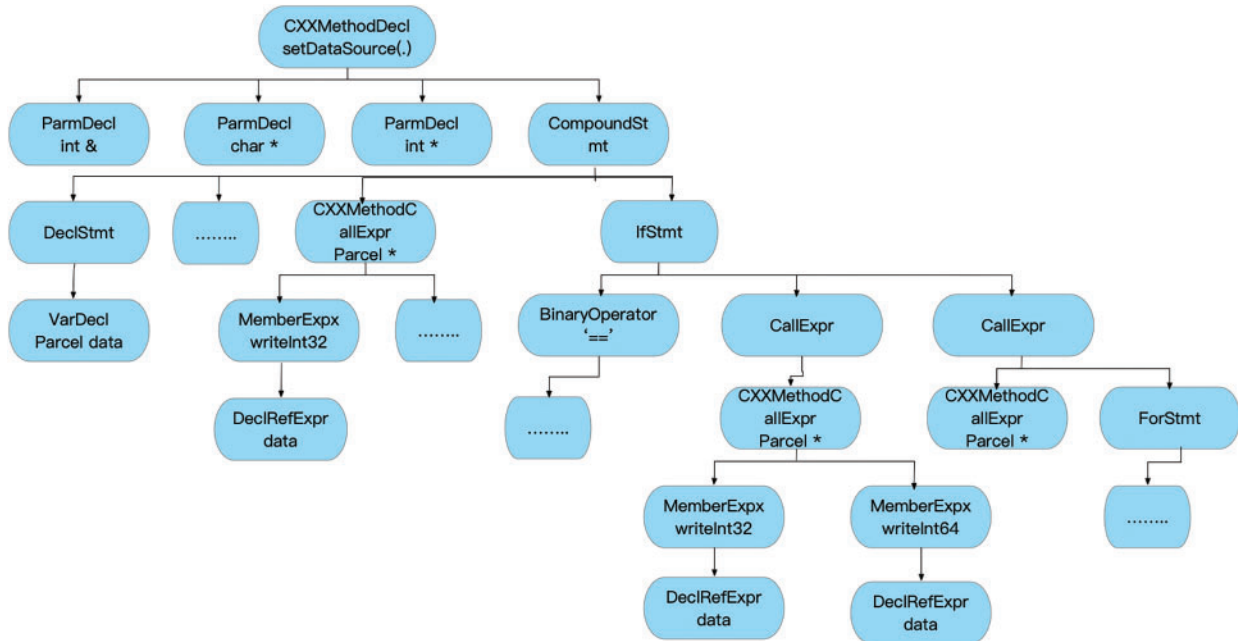 CXXMethodDecl
setDataSource(.)
ParmDecl
int &
ParmDecl
char *
ParmDecl
int *
CompoundSt
mt
DeclStmt
........
CXXMethodC
allExpr
Parcel *
IfStmt
VarDecl
Parcel data
MemberExpx
writeInt32
........
BinaryOperator
‘==’
CallExpr
CallExpr
DeclRefExpr
data
........
CXXMethodC
allExpr
Parcel *
CXXMethodC
allExpr
Parcel *
ForStmt
MemberExpx
writeInt32
MemberExpx
writeInt64
........
DeclRefExpr
data
DeclRefExpr
data